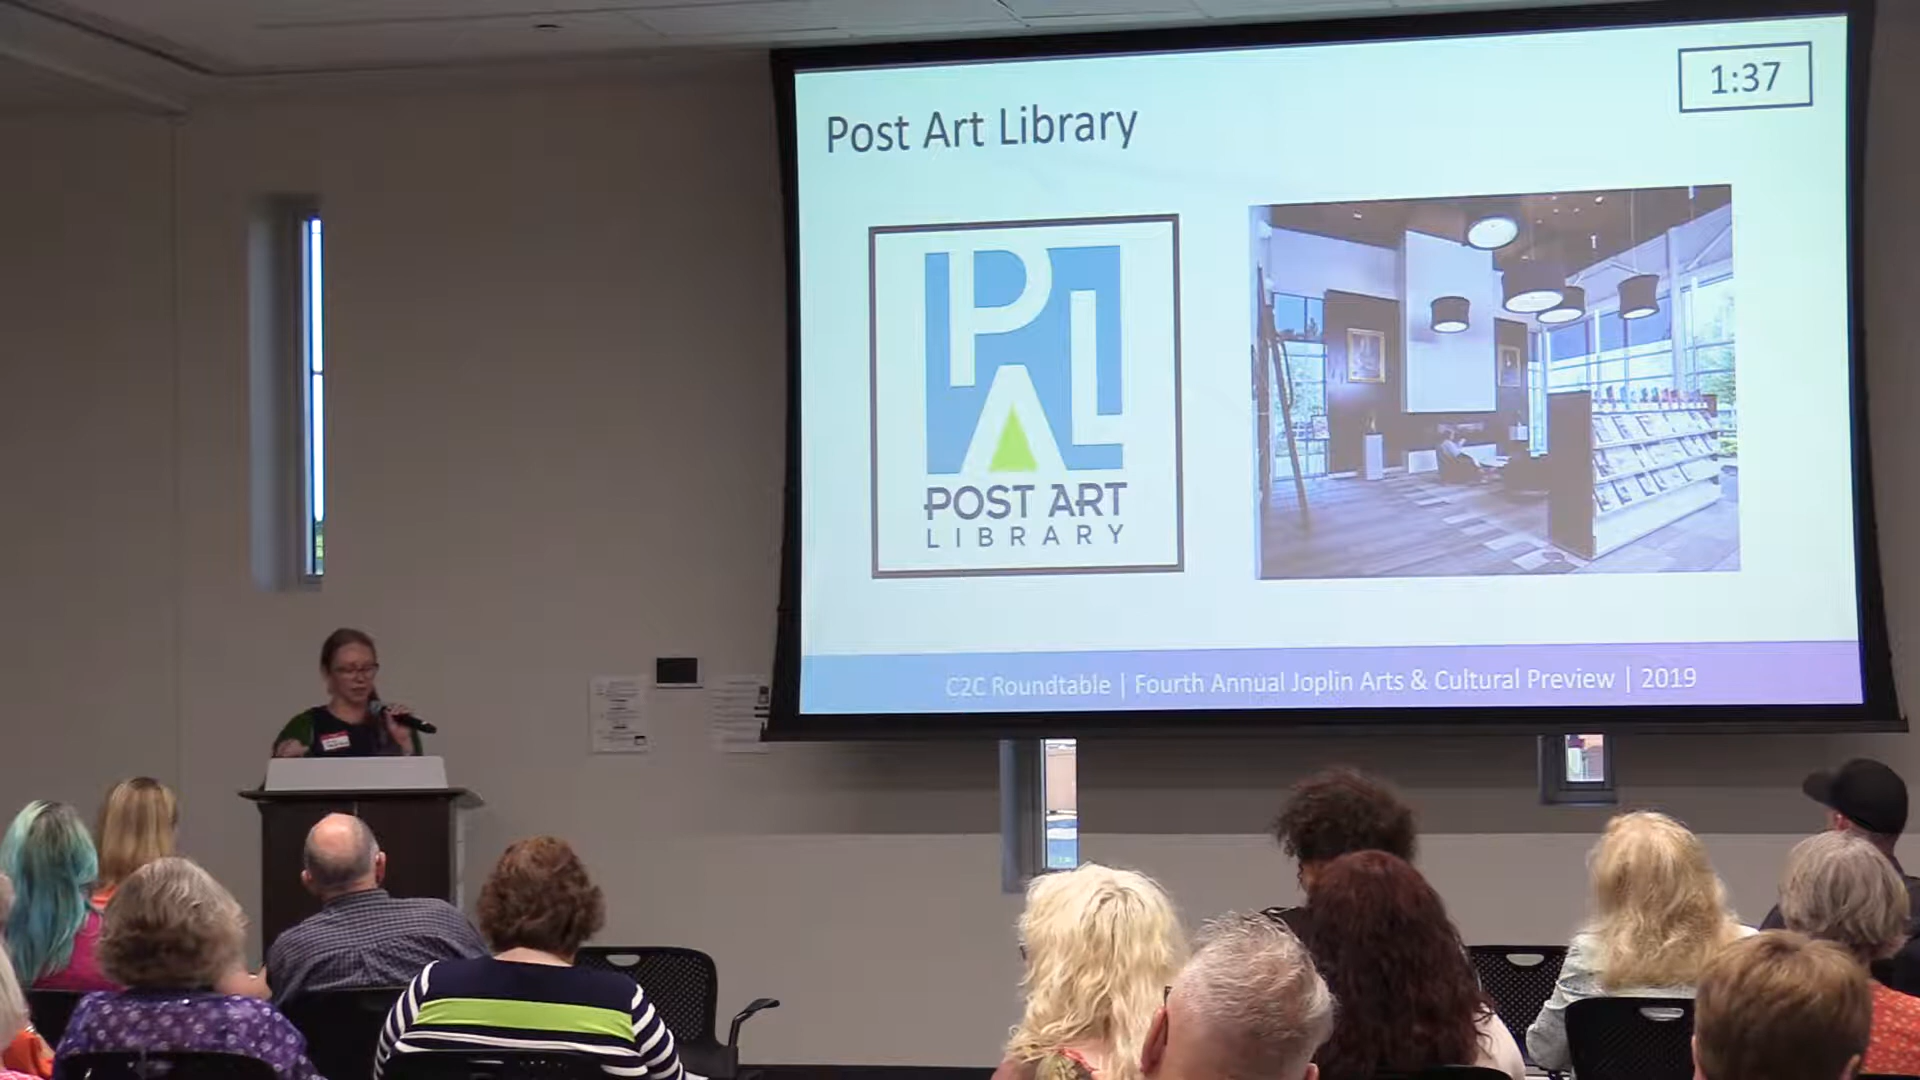 1:37
Post Art Library
PAL
POST ART
LIBRARY
C2C Roundtable | Fourth Annual Joplin Arts & Cultural Preview | 2019